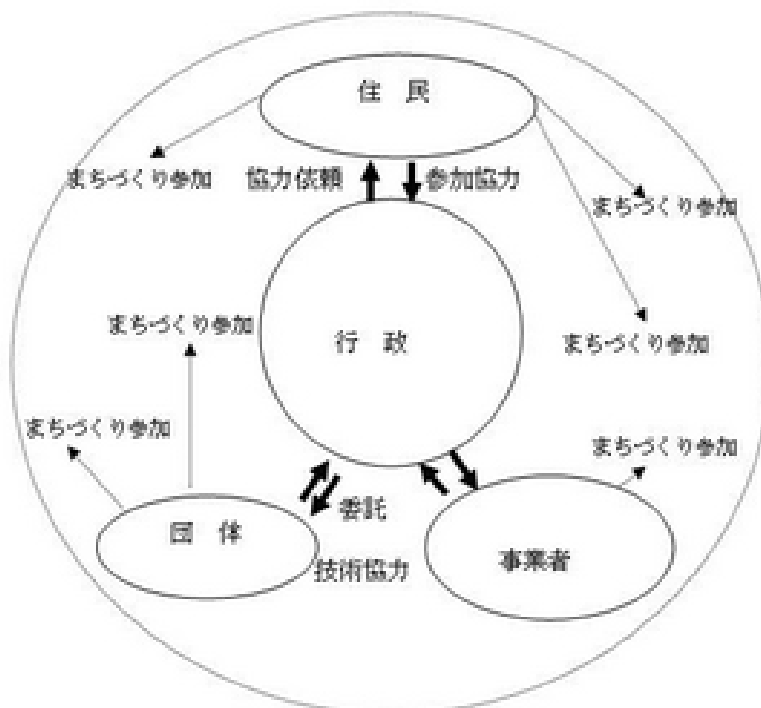 住 民
まちづくり参加
協力依頼
参加協力
まちづくり参加
まちづくり参加
行 政
まちづくり参加
まちづくり参加
まちづくり参加
委託
団 体
技術協力
事業者